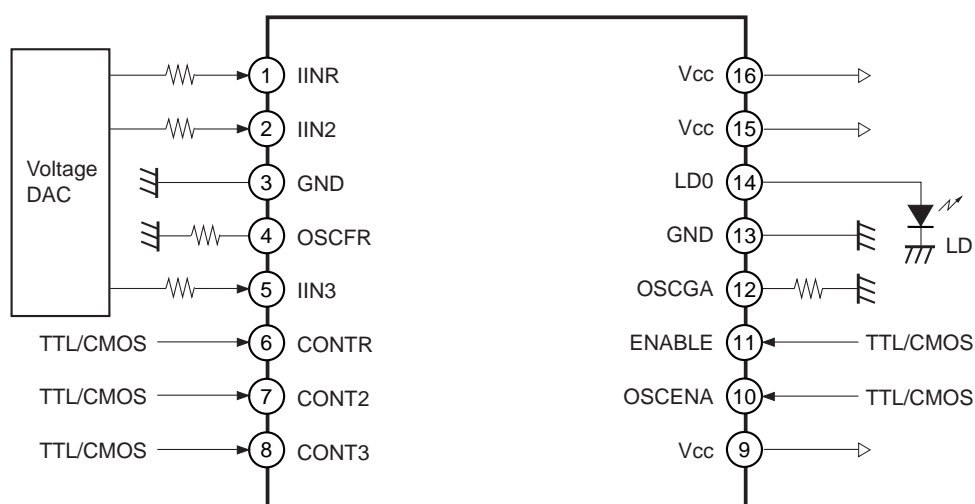 Voltage
DAC
1 IINR
2 IIN2
3 GND
4 OSCFR
5 IIN3
TTL/CMOS 6 CONTR
TTL/CMOS 7 CONT2
TTL/CMOS 8 CONT3
Vcc 16
Vcc 15
LD0 14
LD
GND 13
OSCGA 12
ENABLE 11 TTL/CMOS
OSCENA 10 TTL/CMOS
Vcc 9